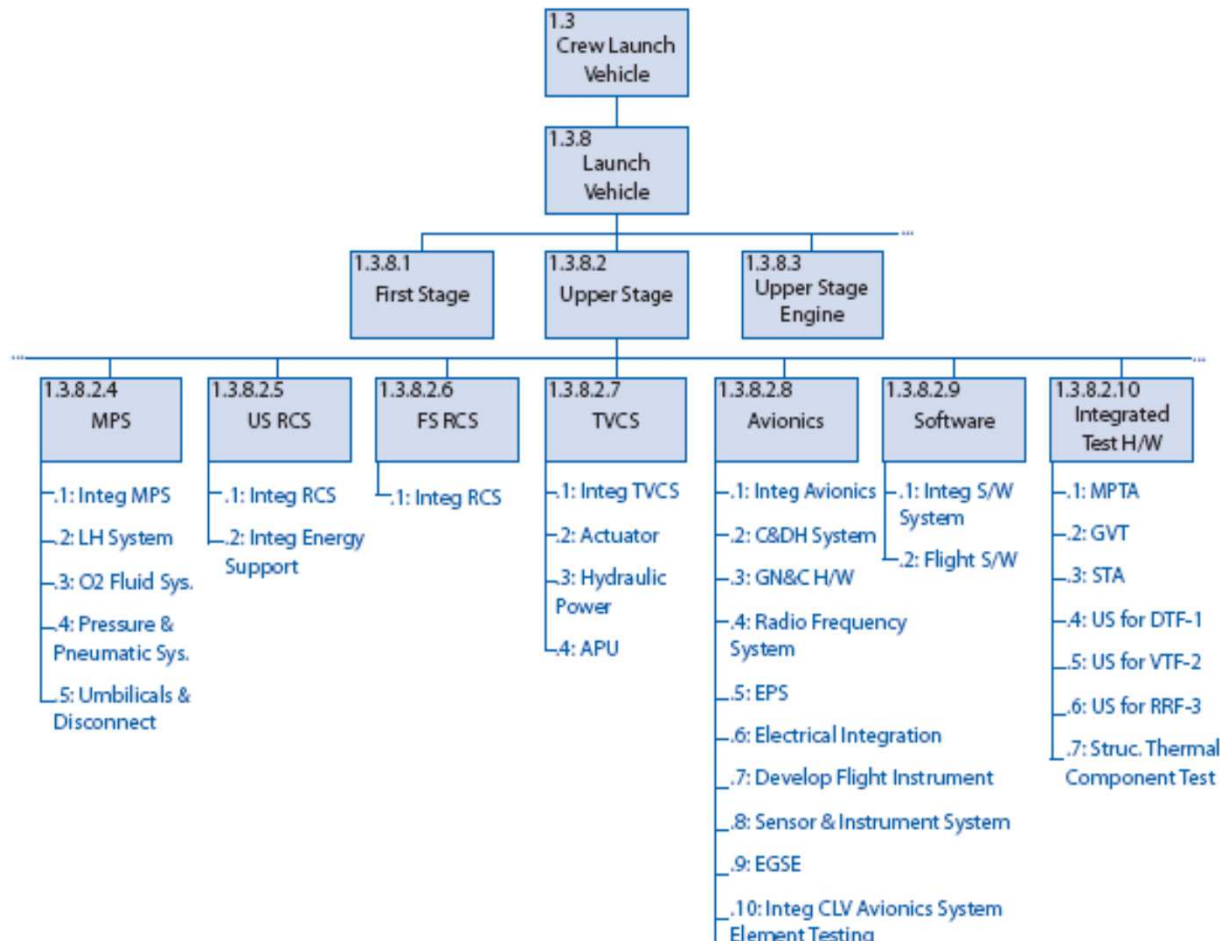 1.3
Crew Launch
Vehicle
1.3.8
Launch
Vehicle
...
1.3.8.1
First Stage
1.3.8.2
Upper Stage
1.3.8.3
Upper Stage
Engine
...
...
1.3.8.2.4
MPS
.1: Integ MPS
.2: LH System
.3: O2 Fluid Sys.
.4: Pressure &
Pneumatic Sys.
.5: Umbilicals &
Disconnect
1.3.8.2.5
US RCS
.1: Integ RCS
.2: Integ Energy
Support
1.3.8.2.6
FS RCS
.1: Integ RCS
1.3.8.2.7
TVCS
.1: Integ TVCS
.2: Actuator
.3: Hydraulic
Power
.4: APU
1.3.8.2.8
Avionics
.1: Integ Avionics
.2: C&DH System
.3: GN&C H/W
.4: Radio Frequency
System
.5: EPS
.6: Electrical Integration
.7: Develop Flight Instrument
.8: Sensor & Instrument System
.9: EGSE
.10: Integ CLV Avionics System
Element Testing
1.3.8.2.9
Software
.1: Integ S/W
System
.2: Flight S/W
1.3.8.2.10
Integrated
Test H/W
.1: MPTA
.2: GVT
.3: STA
.4: US for DTF-1
.5: US for VTF-2
.6: US for RRF-3
.7: Struc. Thermal
Component Test